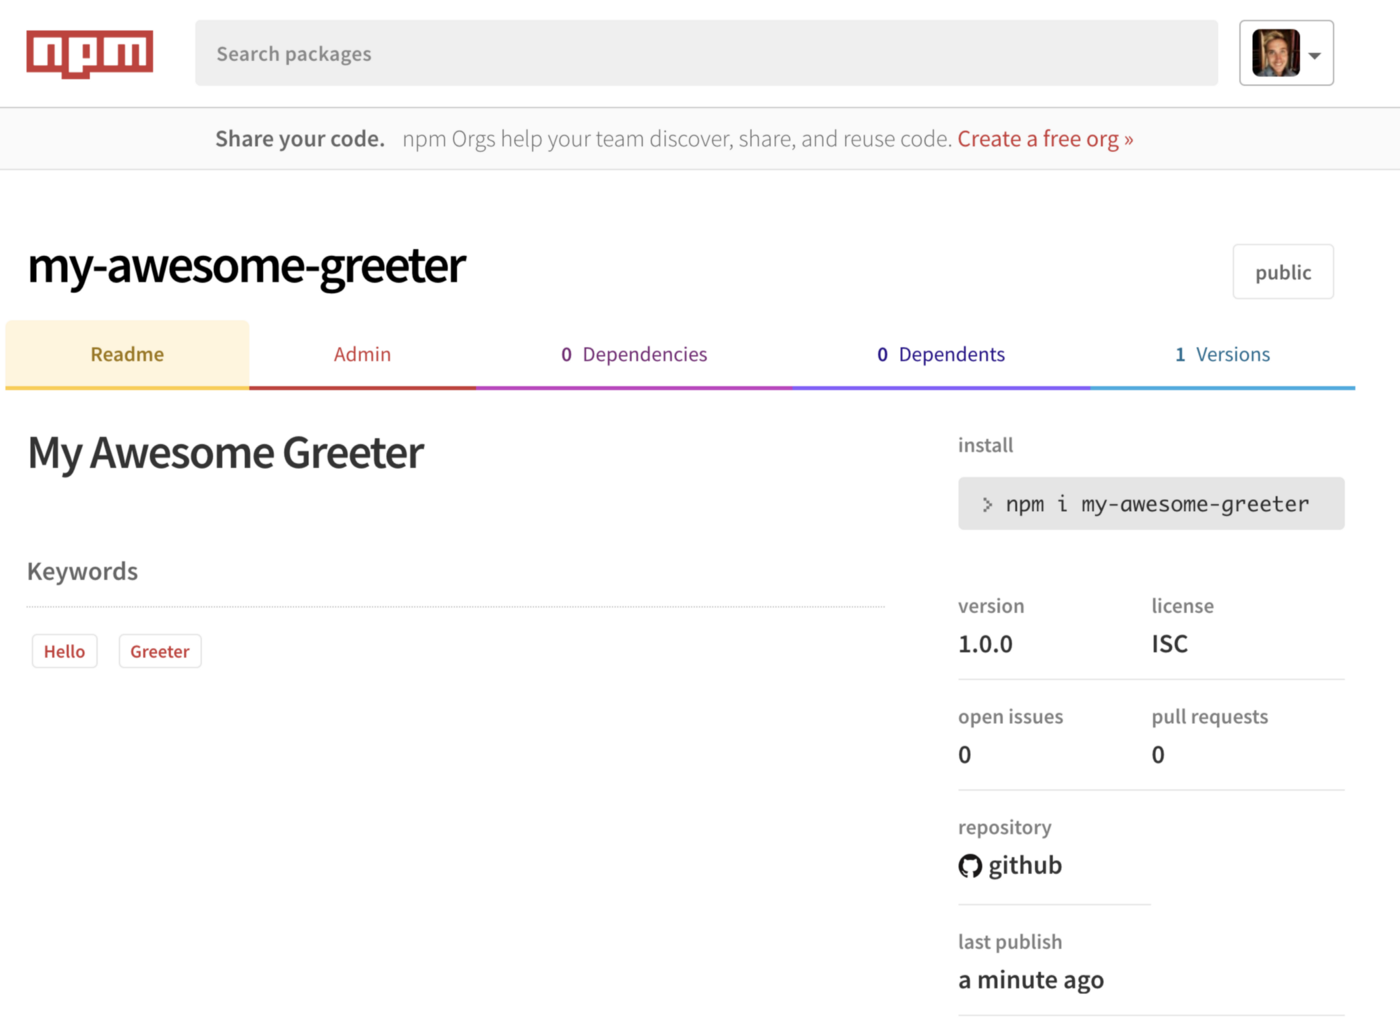 npm
Search packages
Share your code. npm Orgs help your team discover, share, and reuse code. Create a free org »
my-awesome-greeter
public
Readme
Admin
0 Dependencies
0 Dependents
1 Versions
My Awesome Greeter
Keywords
Hello
Greeter
install
> npm i my-awesome-greeter
version
1.0.0
license
ISC
open issues
0
pull requests
0
repository
github
last publish
a minute ago